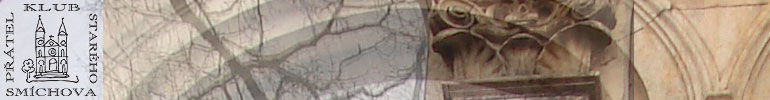 KLUB
PŘÁTEL
STARÉHO
SMÍCHOVA